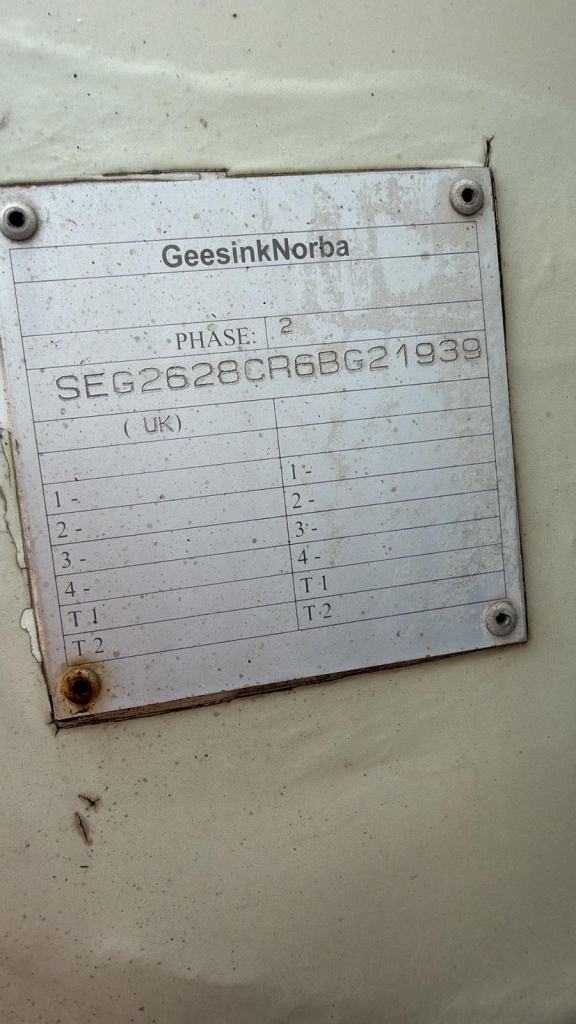 GeesinkNorba
PHASE: 2
SEG2628CR6BG21939
( UK)
1 -
1 -
2 -
2 -
3 -
3 -
4 -
4 -
T 1
T 1
T 2
T 2